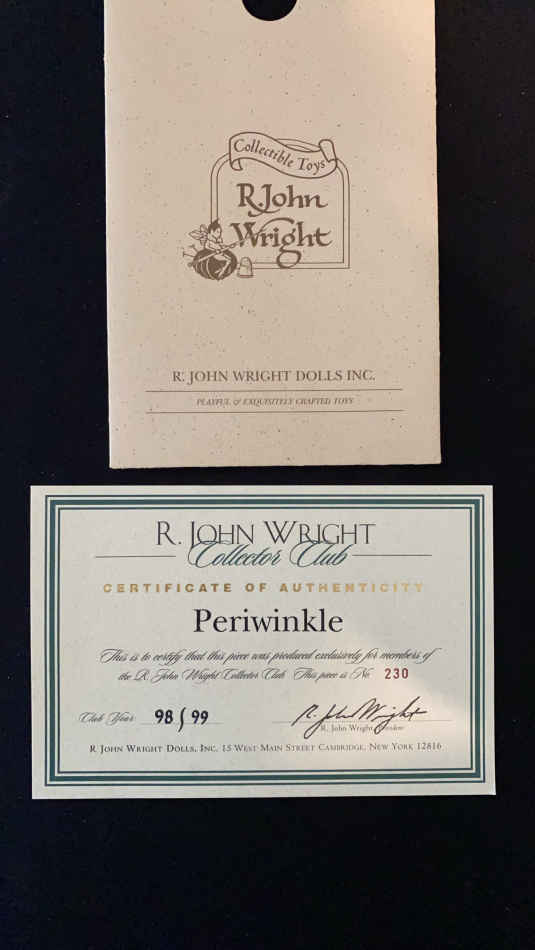 Collectible Toys
R. John
Wright
R. JOHN WRIGHT DOLLS INC.
PLAYFUL & EXQUISITELY CRAFTED TOYS
R. JOHN WRIGHT
Collector Club
CERTIFICATE OF AUTHENTICITY
Periwinkle
This is to certify that this piece was produced exclusively for members of
the R. John Wright Collector Club This piece is No. 230
Club Year 98/99 R. John Wright
R. John Wright
R. JOHN WRIGHT DOLLS, INC. 15 WEST MAIN STREET CAMBRIDGE, NEW YORK 12816